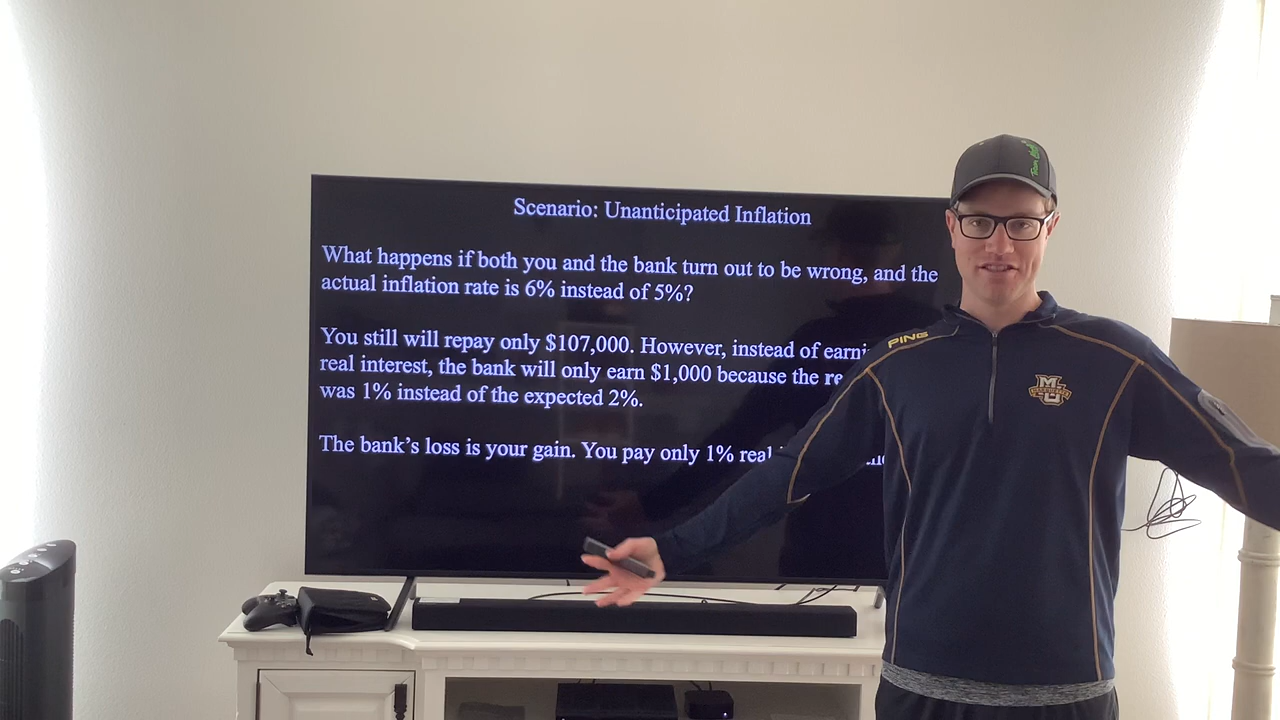 Scenario: Unanticipated Inflation
What happens if both you and the bank turn out to be wrong, and the
actual inflation rate is 6% instead of 5%?
You still will repay only $107,000. However, instead of
real interest, the bank will only earn $1,000 because the
was 1% instead of the expected 2%.
The bank's loss is your gain. You pay only 1% real
PING
MU